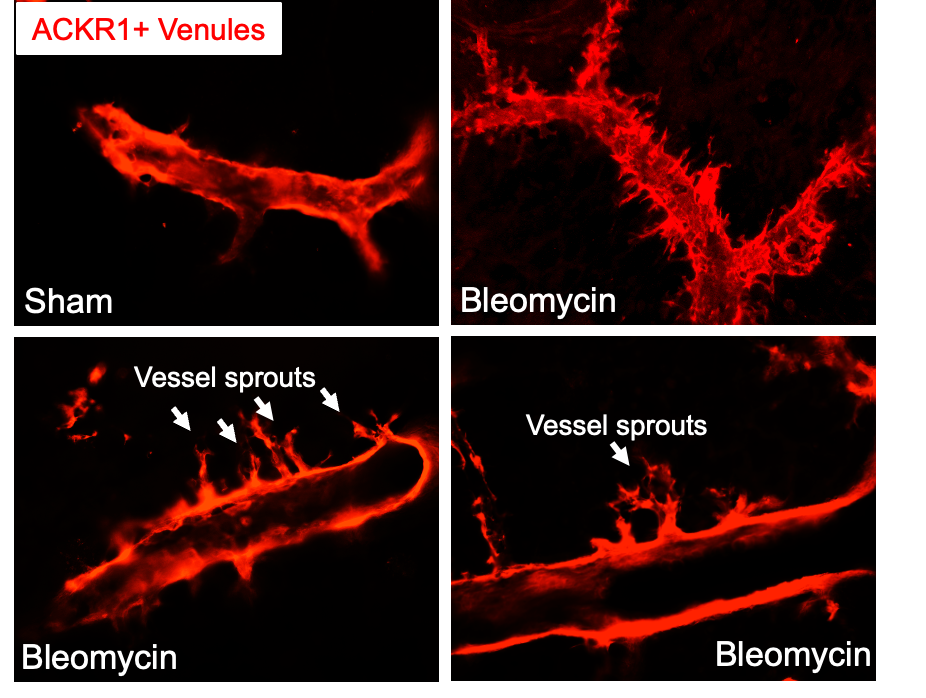 ACKR1+ Venules
Sham
Bleomycin
Vessel sprouts
Bleomycin
Vessel sprouts
Bleomycin